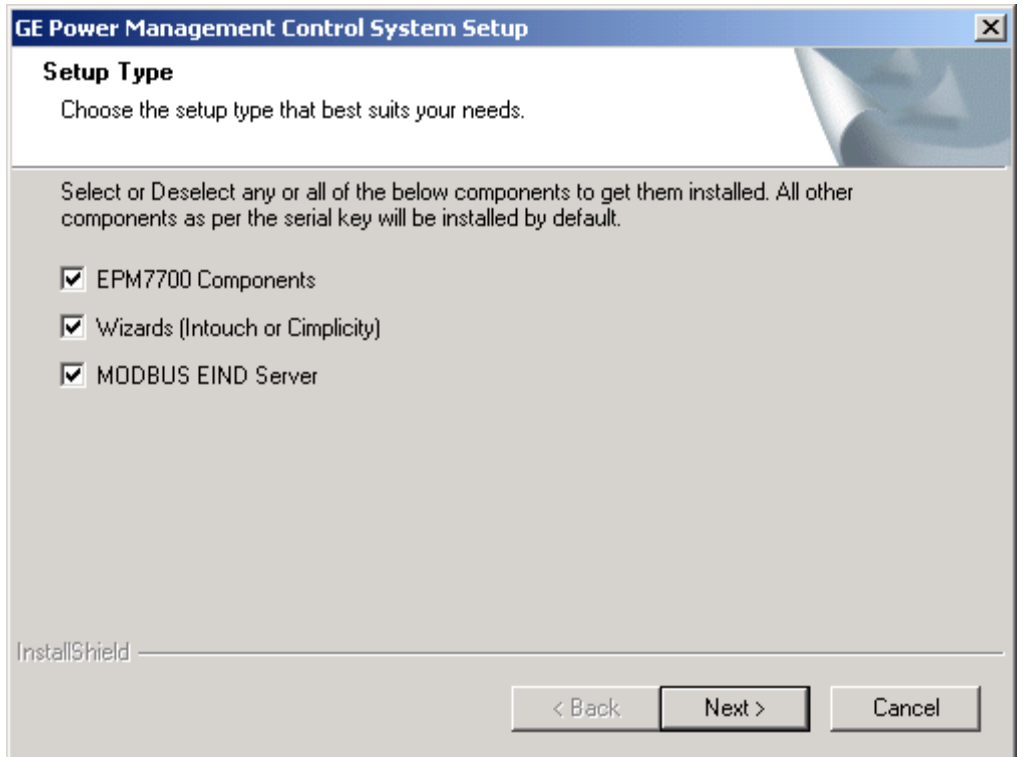 GE Power Management Control System Setup
Setup Type
Choose the setup type that best suits your needs.
Select or Deselect any or all of the below components to get them installed. All other
components as per the serial key will be installed by default.
EPM7700 Components
Wizards (Intouch or Cimplicity)
MODBUS EIND Server
InstallShield
< Back
Next >
Cancel